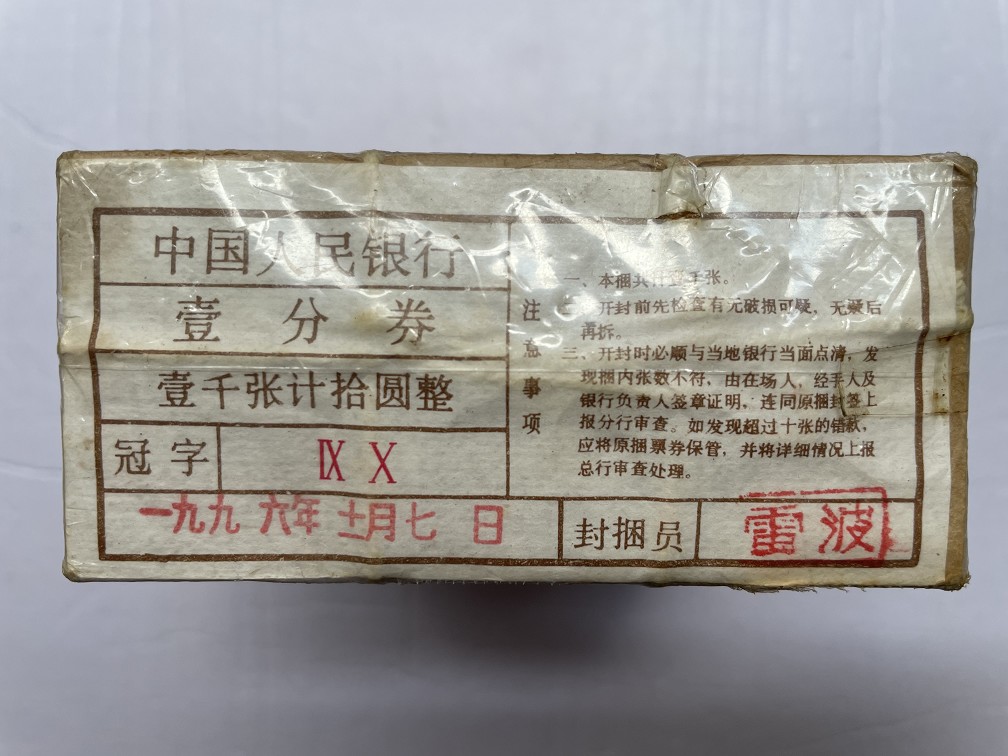 中国人民银行
壹分券
壹千张计拾圆整
冠字
Ⅸ Ⅹ
一九九六年十一月七日
封捆员
雷波
注意事项
一、本捆共计壹千张。
二、开封前先检查有无破损可疑，无疑后
再拆。
三、开封时必顺与当地银行当面点清，发
现捆内张数不符，由在场人，经手人及
银行负责人签章证明，连同原捆封签上
报分行审查。如发现超过十张的错款，
应将原捆票券保管，并将详细情况上报
总行审查处理。